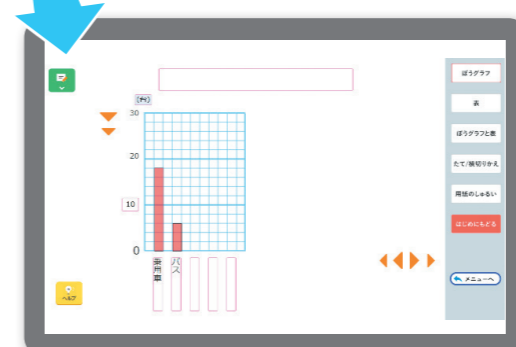 ぼうグラフ
表
ぼうグラフと表
たて/横切りかえ
用紙のしゅるい
はじめにもどる
メニューへ
30
20
10
0
乗用車
バス
ヘルプ